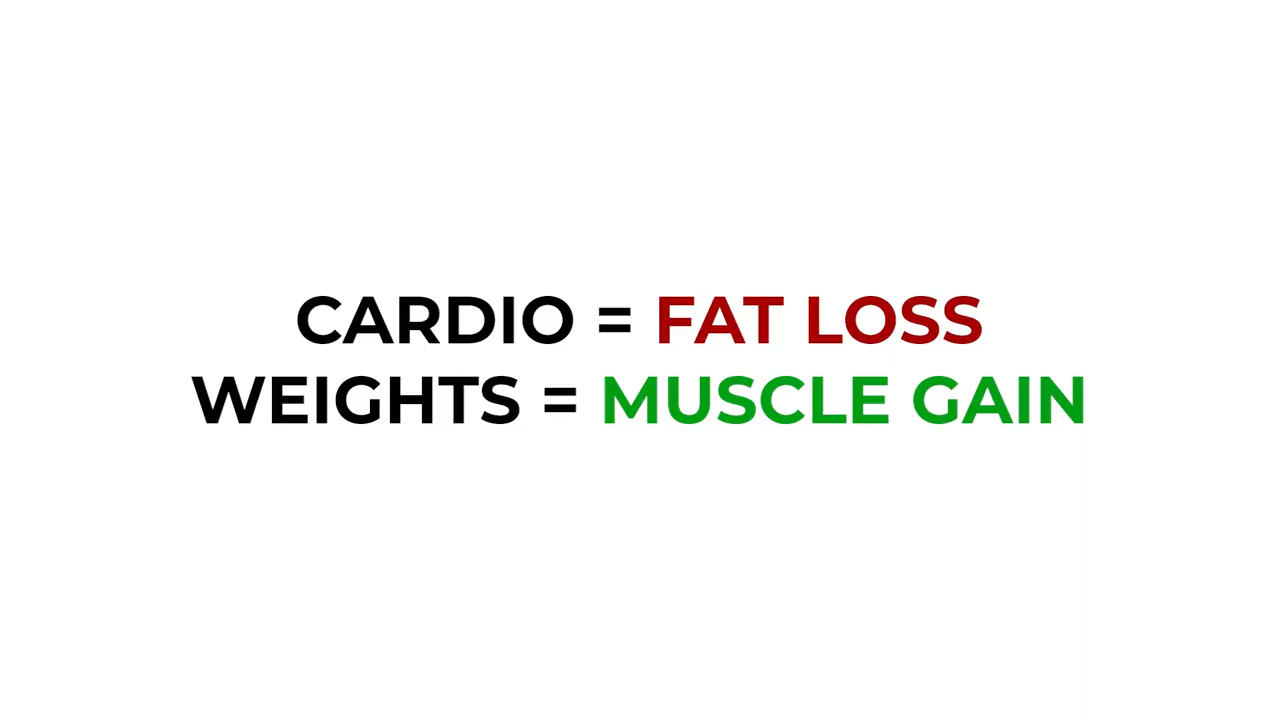 CARDIO = FAT LOSS
WEIGHTS = MUSCLE GAIN